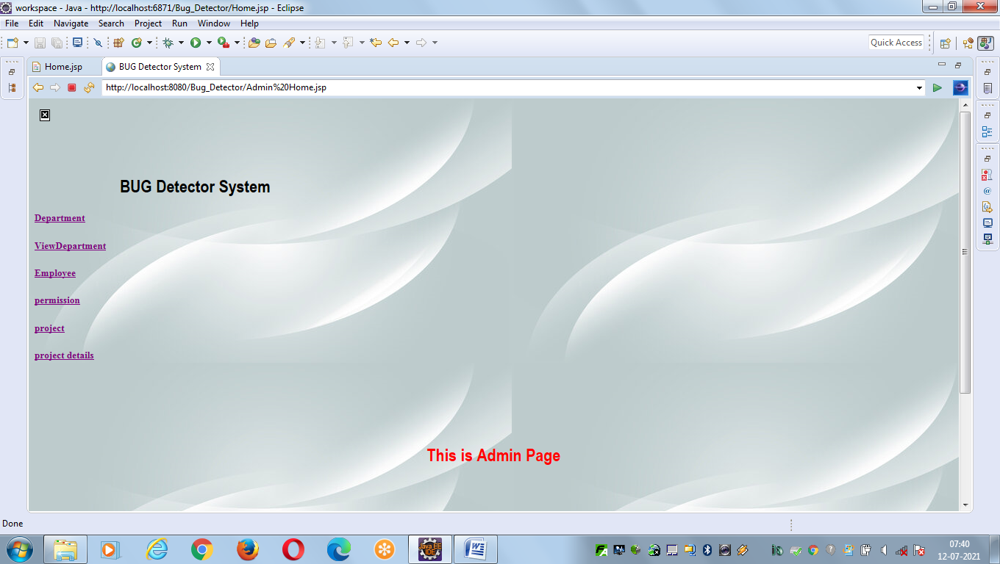 workspace - Java - http://localhost:6871/Bug_Detector/Home.jsp - Eclipse
File Edit Navigate Search Project Run Window Help
Quick Access
Home.jsp BUG Detector System
http://localhost:8080/Bug_Detector/Admin%20Home.jsp
BUG Detector System
Department
ViewDepartment
Employee
permission
project
project details
This is Admin Page
Done
Java EE
IDE
07:40
12-07-2021